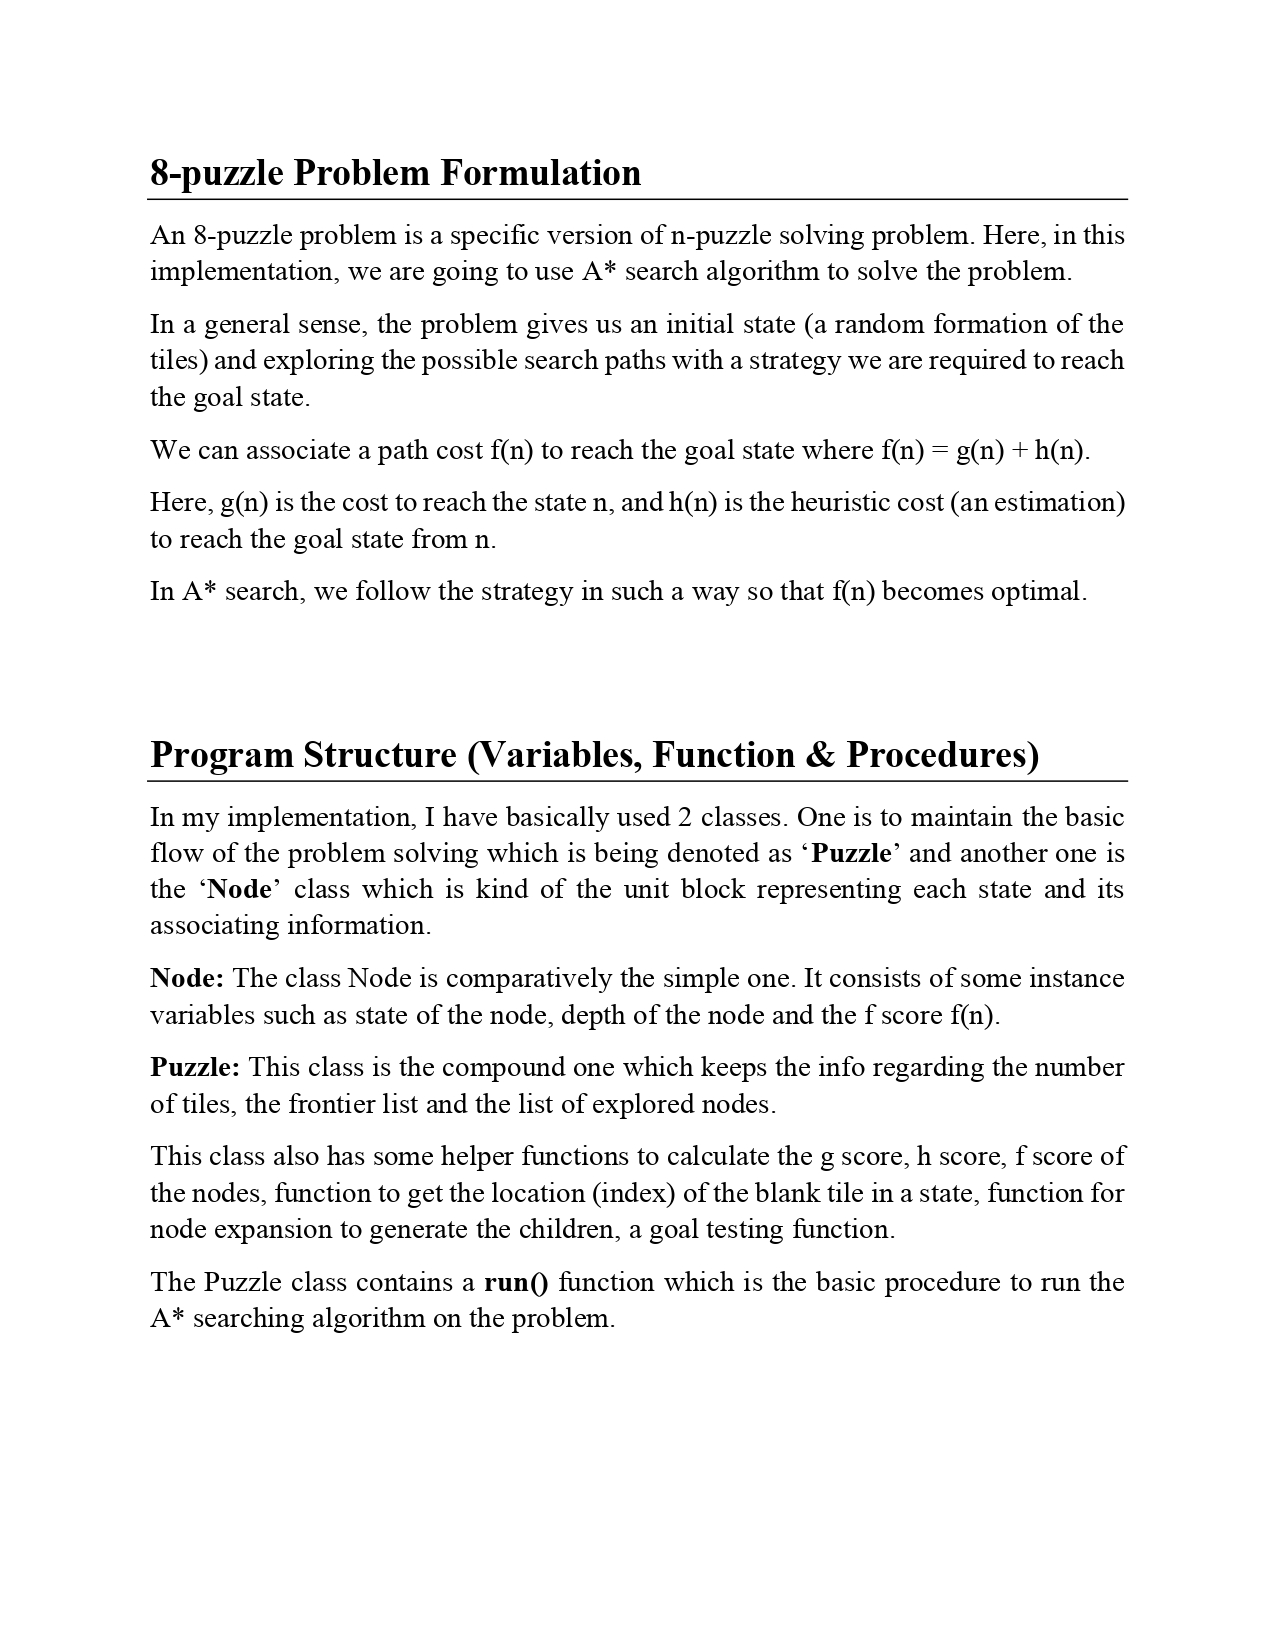 8-puzzle Problem Formulation
An 8-puzzle problem is a specific version of n-puzzle solving problem. Here, in this
implementation, we are going to use A* search algorithm to solve the problem.
In a general sense, the problem gives us an initial state (a random formation of the
tiles) and exploring the possible search paths with a strategy we are required to reach
the goal state.
We can associate a path cost f(n) to reach the goal state where f(n) = g(n) + h(n).
Here, g(n) is the cost to reach the state n, and h(n) is the heuristic cost (an estimation)
to reach the goal state from n.
In A* search, we follow the strategy in such a way so that f(n) becomes optimal.
Program Structure (Variables, Function & Procedures)
In my implementation, I have basically used 2 classes. One is to maintain the basic
flow of the problem solving which is being denoted as ‘Puzzle’ and another one is
the ‘Node’ class which is kind of the unit block representing each state and its
associating information.
Node: The class Node is comparatively the simple one. It consists of some instance
variables such as state of the node, depth of the node and the f score f(n).
Puzzle: This class is the compound one which keeps the info regarding the number
of tiles, the frontier list and the list of explored nodes.
This class also has some helper functions to calculate the g score, h score, f score of
the nodes, function to get the location (index) of the blank tile in a state, function for
node expansion to generate the children, a goal testing function.
The Puzzle class contains a run() function which is the basic procedure to run the
A* searching algorithm on the problem.